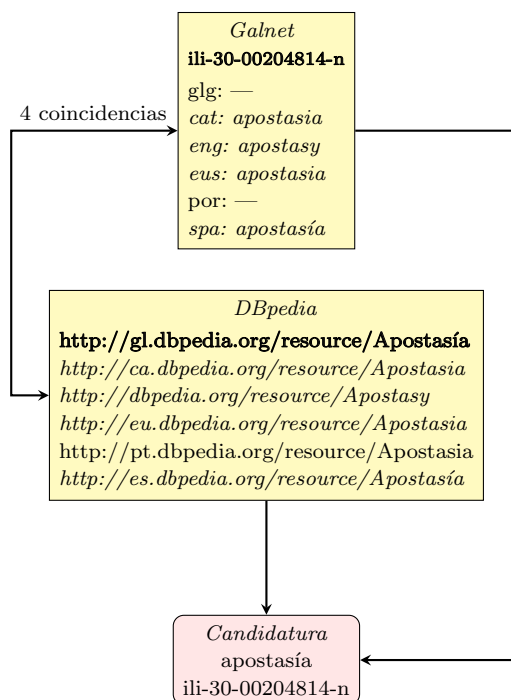 Galnet
ili-30-00204814-n
glg: —
cat: apostasia
eng: apostasy
eus: apostasia
por: —
spa: apostasía
4 coincidencias
DBpedia
http://gl.dbpedia.org/resource/Apostasía
http://ca.dbpedia.org/resource/Apostasia
http://dbpedia.org/resource/Apostasy
http://eu.dbpedia.org/resource/Apostasia
http://pt.dbpedia.org/resource/Apostasia
http://es.dbpedia.org/resource/Apostasía
Candidatura
apostasía
ili-30-00204814-n